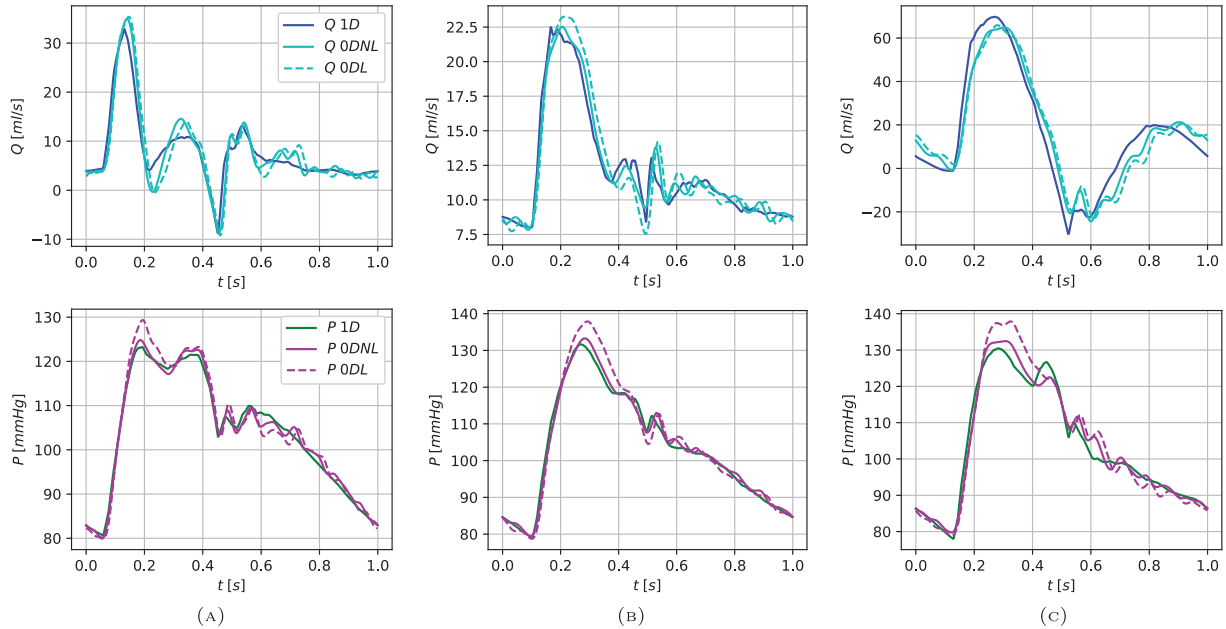 30
20
10
0
−10
Q [ml/s]
Q 1D
Q 0DNL
Q 0DL
0.0 0.2 0.4 0.6 0.8 1.0
t [s]
22.5
20.0
17.5
15.0
12.5
10.0
7.5
Q [ml/s]
0.0 0.2 0.4 0.6 0.8 1.0
t [s]
60
40
20
0
−20
Q [ml/s]
0.0 0.2 0.4 0.6 0.8 1.0
t [s]
130
120
110
100
90
80
P [mmHg]
P 1D
P 0DNL
P 0DL
0.0 0.2 0.4 0.6 0.8 1.0
t [s]
(A)
140
130
120
110
100
90
80
P [mmHg]
0.0 0.2 0.4 0.6 0.8 1.0
t [s]
(B)
140
130
120
110
100
90
80
P [mmHg]
0.0 0.2 0.4 0.6 0.8 1.0
t [s]
(C)